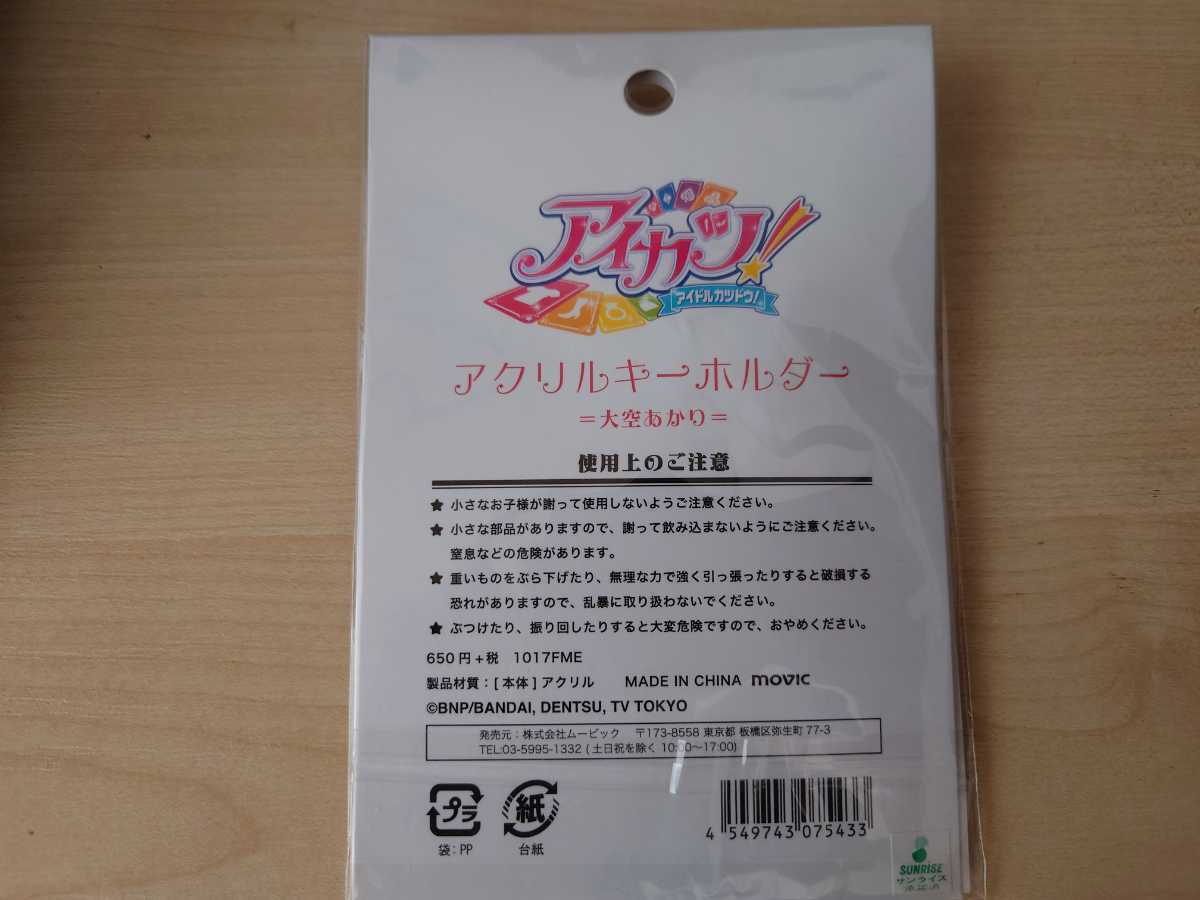 アイカツ!
アイドルカツドウ!
アクリルキーホルダー
=大空あかり=
使用上のご注意
★ 小さなお子様が謝って使用しないようご注意ください。
★ 小さな部品がありますので、謝って飲み込まないようにご注意ください。
窒息などの危険があります。
★ 重いものをぶら下げたり、無理な力で強く引っ張ったりすると破損する
恐れがありますので、乱暴に取り扱わないでください。
★ ぶつけたり、振り回したりすると大変危険ですので、おやめください。
650円+税 1017FME
製品材質:[本体]アクリル MADE IN CHINA movic
©BNP/BANDAI, DENTSU, TV TOKYO
発売元:株式会社ムービック 〒173-8558 東京都 板橋区弥生町 77-3
TEL:03-5995-1332 (土日祝を除く 10:00～17:00)
プラ 紙
袋:PP 台紙
4 549743 075433
SUNRISE
サンライズ